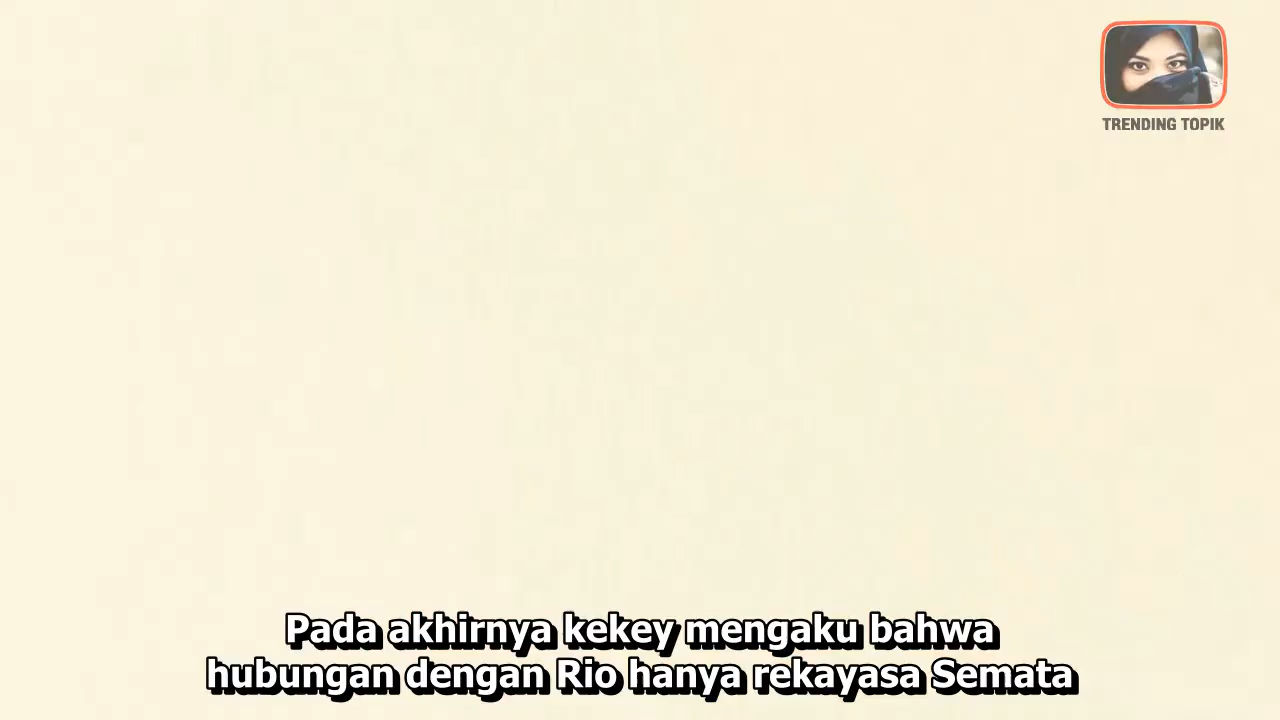 TRENDING TOPIK
Pada akhirnya kekey mengaku bahwa
hubungan dengan Rio hanya rekayasa Semata